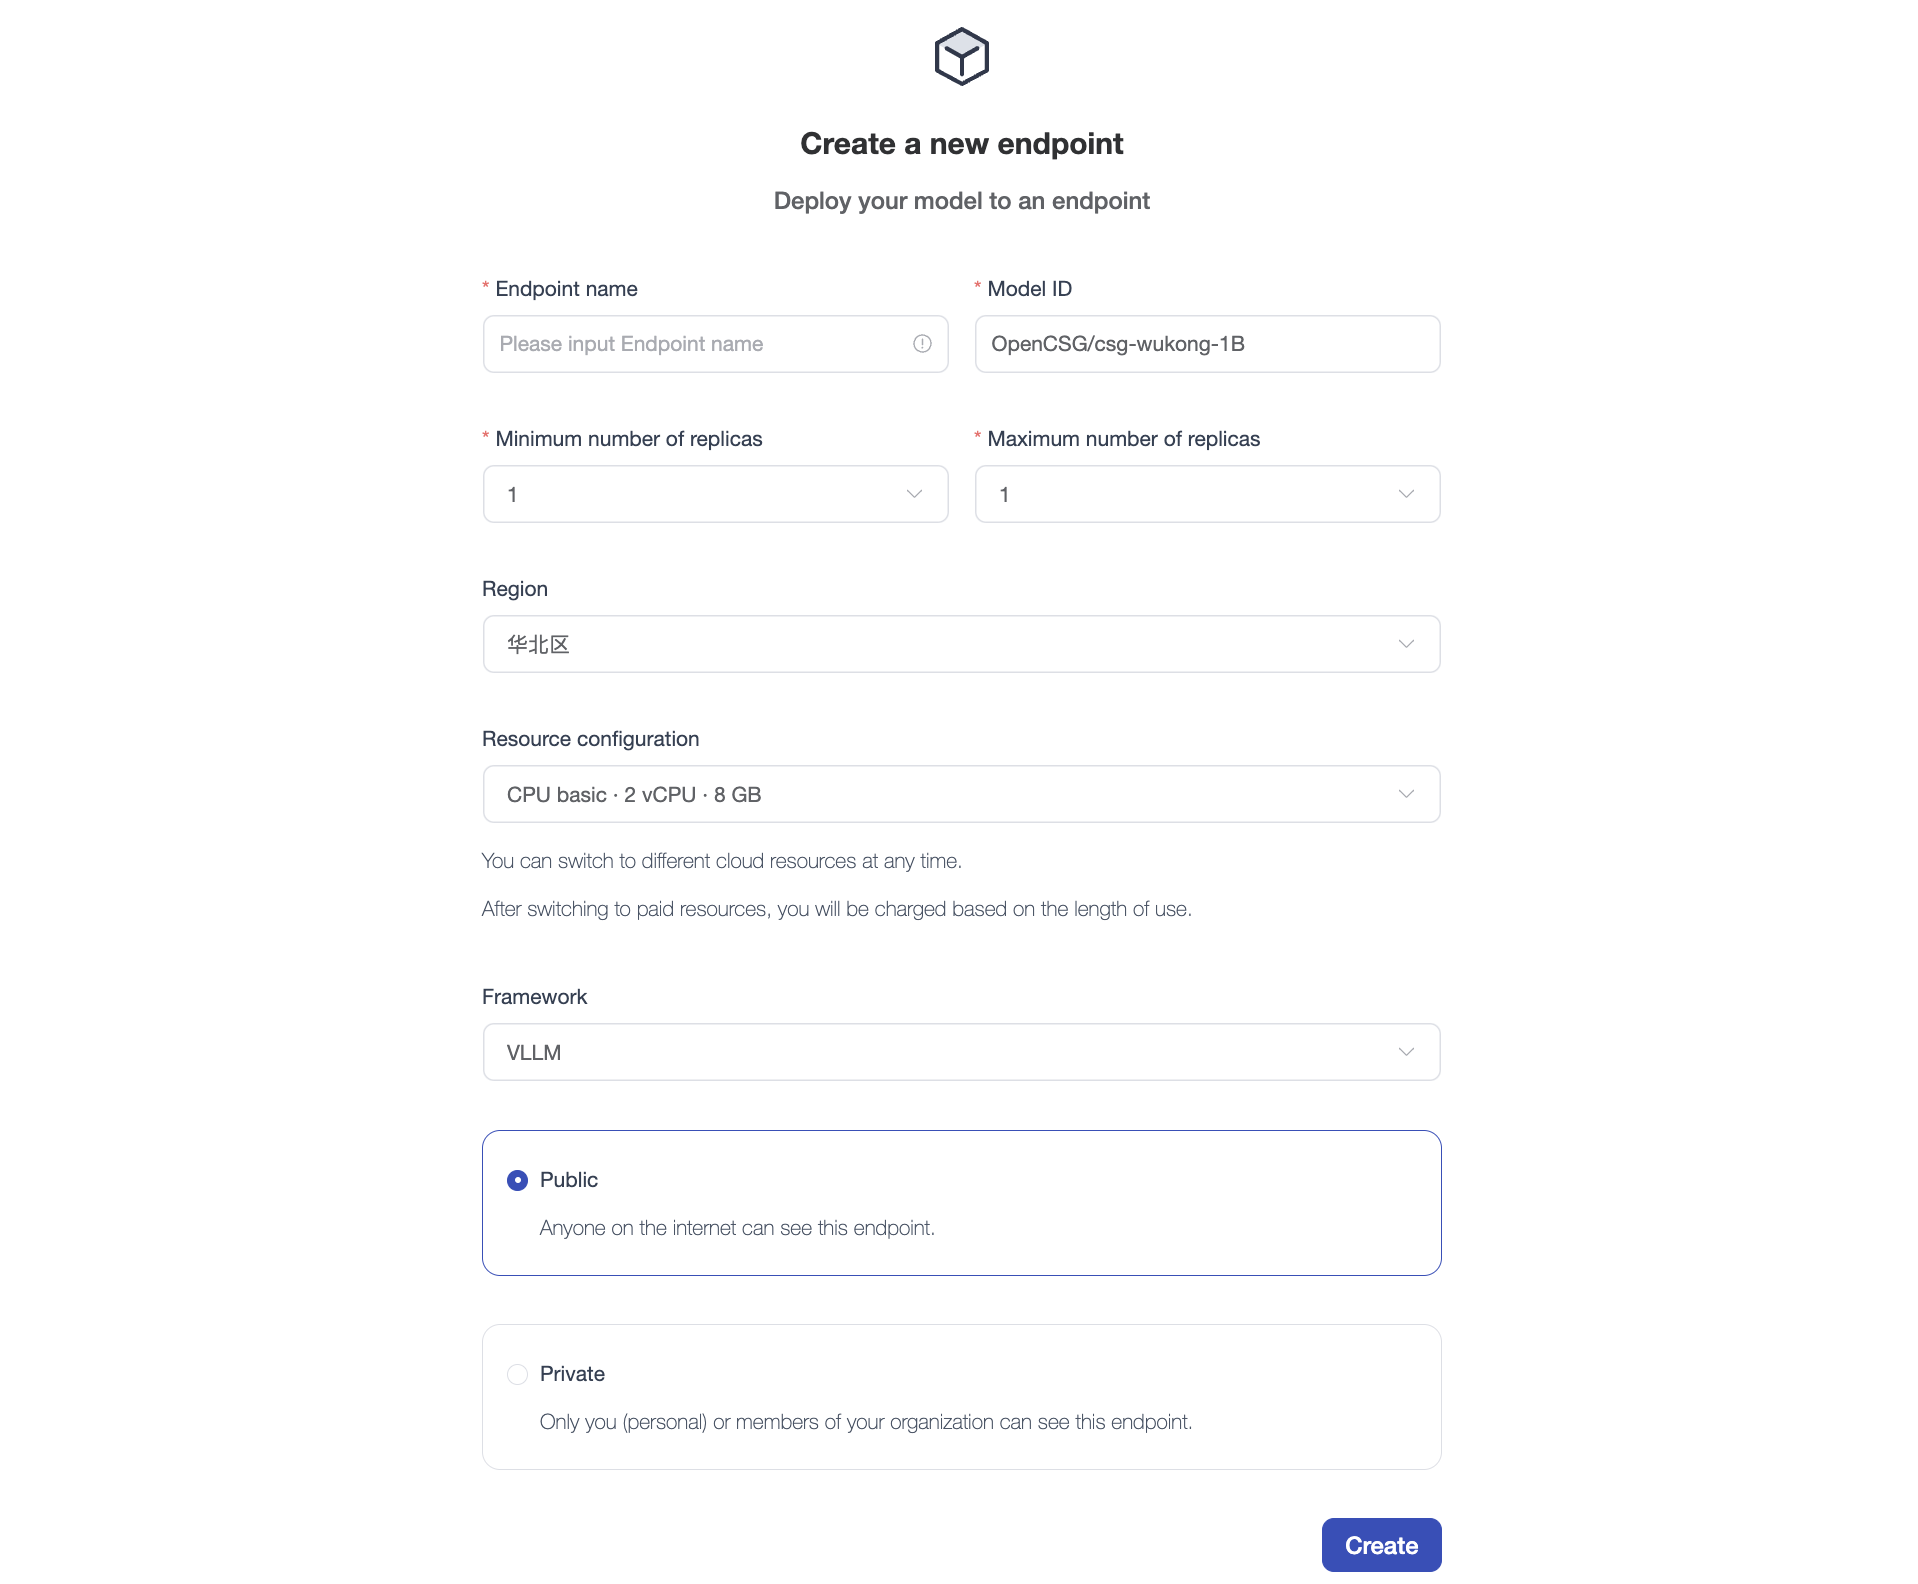 Create a new endpoint
Deploy your model to an endpoint
* Endpoint name
Please input Endpoint name
* Model ID
OpenCSG/csg-wukong-1B
* Minimum number of replicas
1
* Maximum number of replicas
1
Region
华北区
Resource configuration
CPU basic · 2 vCPU · 8 GB
You can switch to different cloud resources at any time.
After switching to paid resources, you will be charged based on the length of use.
Framework
VLLM
Public
Anyone on the internet can see this endpoint.
Private
Only you (personal) or members of your organization can see this endpoint.
Create